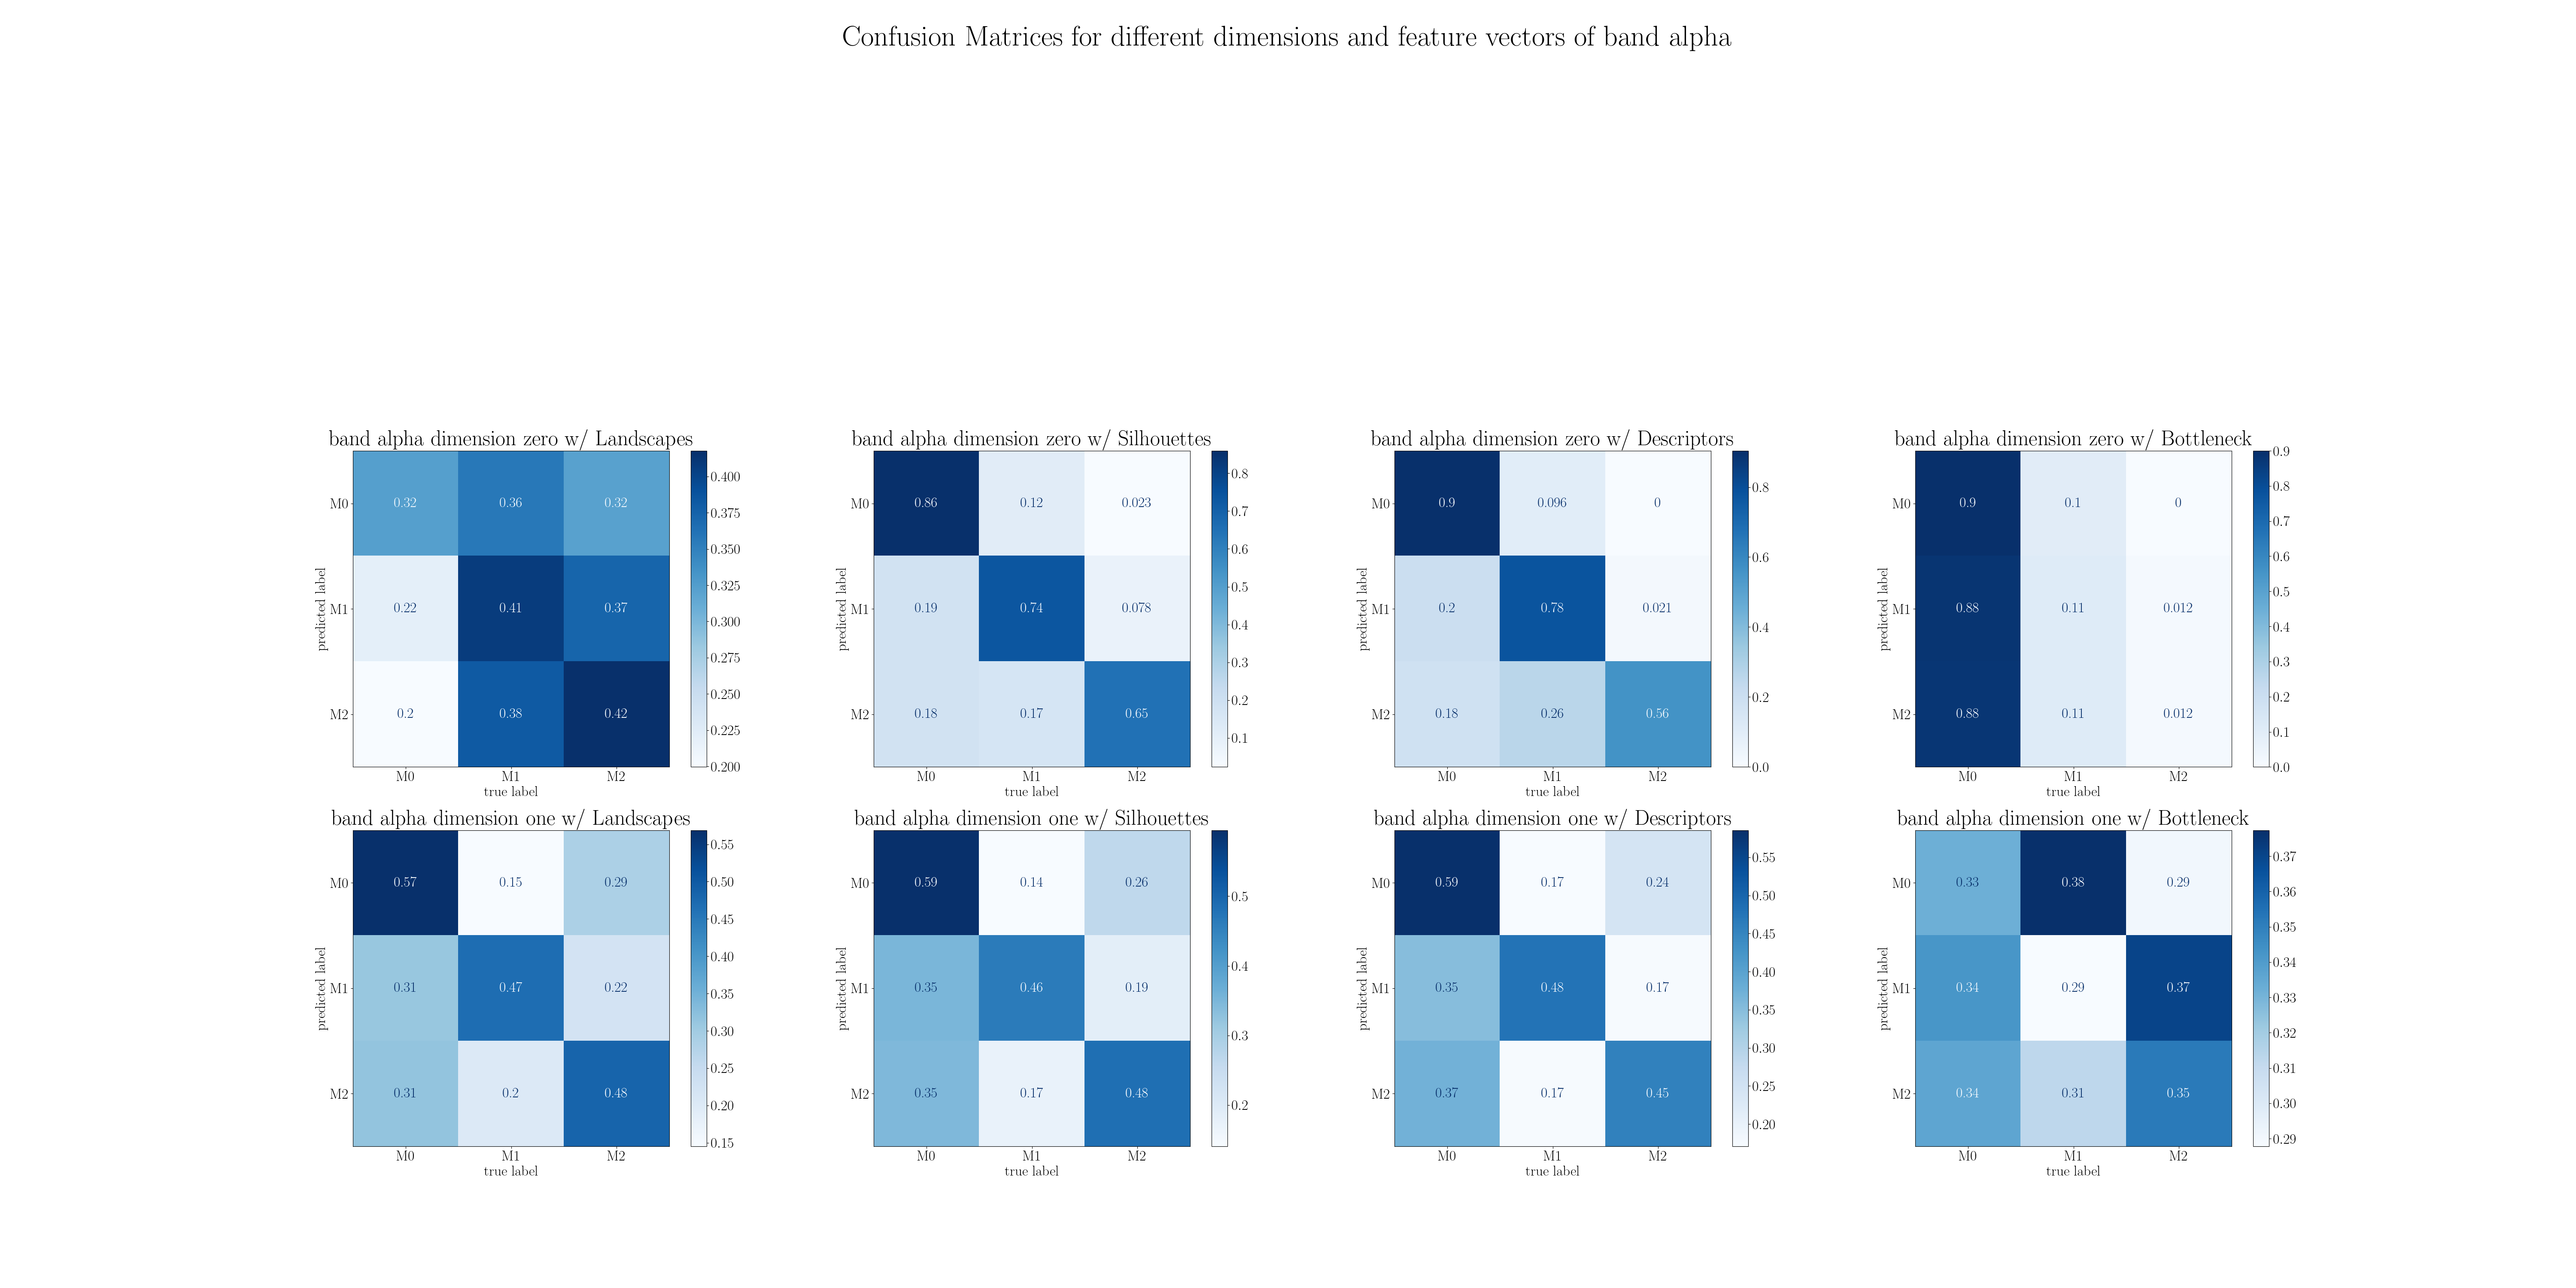 Confusion Matrices for different dimensions and feature vectors of band alpha
band alpha dimension zero w/ Landscapes
predicted label
M0 0.32 0.36 0.32
M1 0.22 0.41 0.37
M2 0.2 0.38 0.42
M0 M1 M2
true label
0.400
0.375
0.350
0.325
0.300
0.275
0.250
0.225
0.200
band alpha dimension zero w/ Silhouettes
predicted label
M0 0.86 0.12 0.023
M1 0.19 0.74 0.078
M2 0.18 0.17 0.65
M0 M1 M2
true label
0.8
0.7
0.6
0.5
0.4
0.3
0.2
0.1
band alpha dimension zero w/ Descriptors
predicted label
M0 0.9 0.096 0
M1 0.2 0.78 0.021
M2 0.18 0.26 0.56
M0 M1 M2
true label
0.8
0.6
0.4
0.2
0.0
band alpha dimension zero w/ Bottleneck
predicted label
M0 0.9 0.1 0
M1 0.88 0.11 0.012
M2 0.88 0.11 0.012
M0 M1 M2
true label
0.9
0.8
0.7
0.6
0.5
0.4
0.3
0.2
0.1
0.0
band alpha dimension one w/ Landscapes
predicted label
M0 0.57 0.15 0.29
M1 0.31 0.47 0.22
M2 0.31 0.2 0.48
M0 M1 M2
true label
0.55
0.50
0.45
0.40
0.35
0.30
0.25
0.20
0.15
band alpha dimension one w/ Silhouettes
predicted label
M0 0.59 0.14 0.26
M1 0.35 0.46 0.19
M2 0.35 0.17 0.48
M0 M1 M2
true label
0.5
0.4
0.3
0.2
band alpha dimension one w/ Descriptors
predicted label
M0 0.59 0.17 0.24
M1 0.35 0.48 0.17
M2 0.37 0.17 0.45
M0 M1 M2
true label
0.55
0.50
0.45
0.40
0.35
0.30
0.25
0.20
band alpha dimension one w/ Bottleneck
predicted label
M0 0.33 0.38 0.29
M1 0.34 0.29 0.37
M2 0.34 0.31 0.35
M0 M1 M2
true label
0.37
0.36
0.35
0.34
0.33
0.32
0.31
0.30
0.29